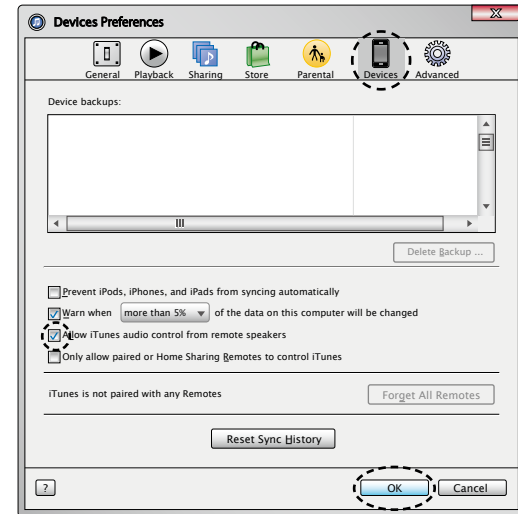 Devices Preferences
General Playback Sharing Store Parental Devices Advanced
Device backups:
Delete Backup ...
Prevent iPods, iPhones, and iPads from syncing automatically
Warn when more than 5% of the data on this computer will be changed
Allow iTunes audio control from remote speakers
Only allow paired or Home Sharing Remotes to control iTunes
iTunes is not paired with any Remotes Forget All Remotes
Reset Sync History
? OK Cancel